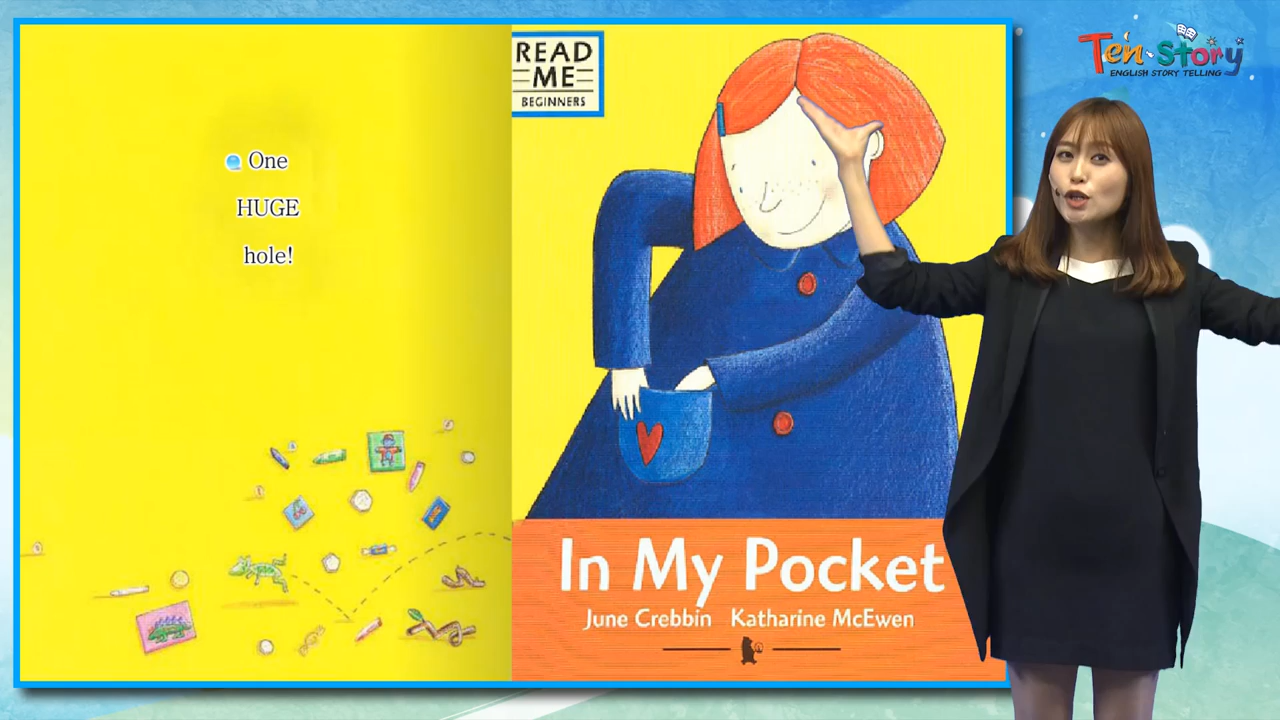 One
HUGE
hole!
READ
ME
BEGINNERS
In My Pocket
June Crebbin Katharine McEwen
Ten Story
ENGLISH STORY TELLING